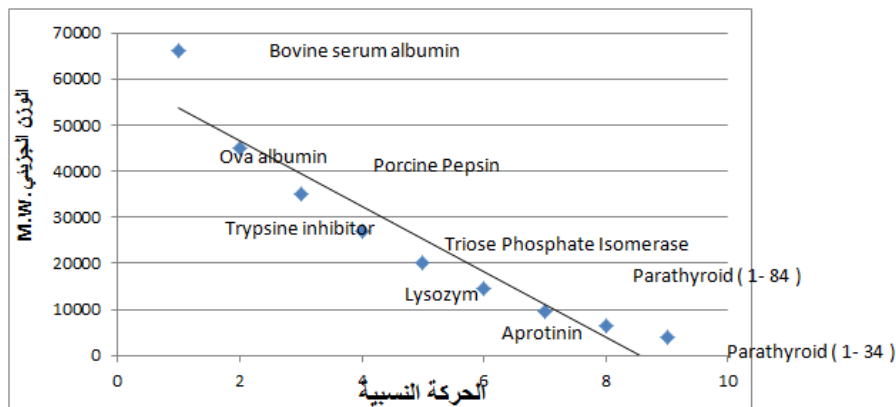 70000
60000
50000
40000
30000
20000
10000
0
الوزن الجزيئي.M.W
Bovine serum albumin
Ova albumin
Porcine Pepsin
Trypsine inhibitor
Triose Phosphate Isomerase
Parathyroid ( 1- 84 )
Lysozym
Aprotinin
Parathyroid ( 1- 34 )
0 2 4 6 8 10
الحركة النسبية